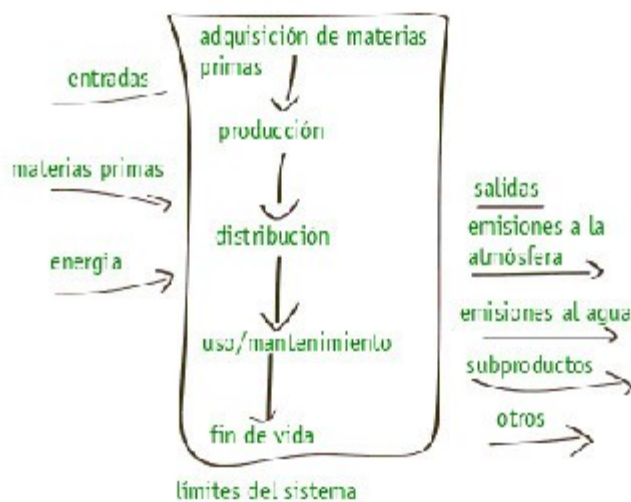 entradas
materias primas
energía
adquisición de materias
primas
producción
distribución
uso/mantenimiento
fin de vida
límites del sistema
salidas
emisiones a la
atmósfera
emisiones al agua
subproductos
otros